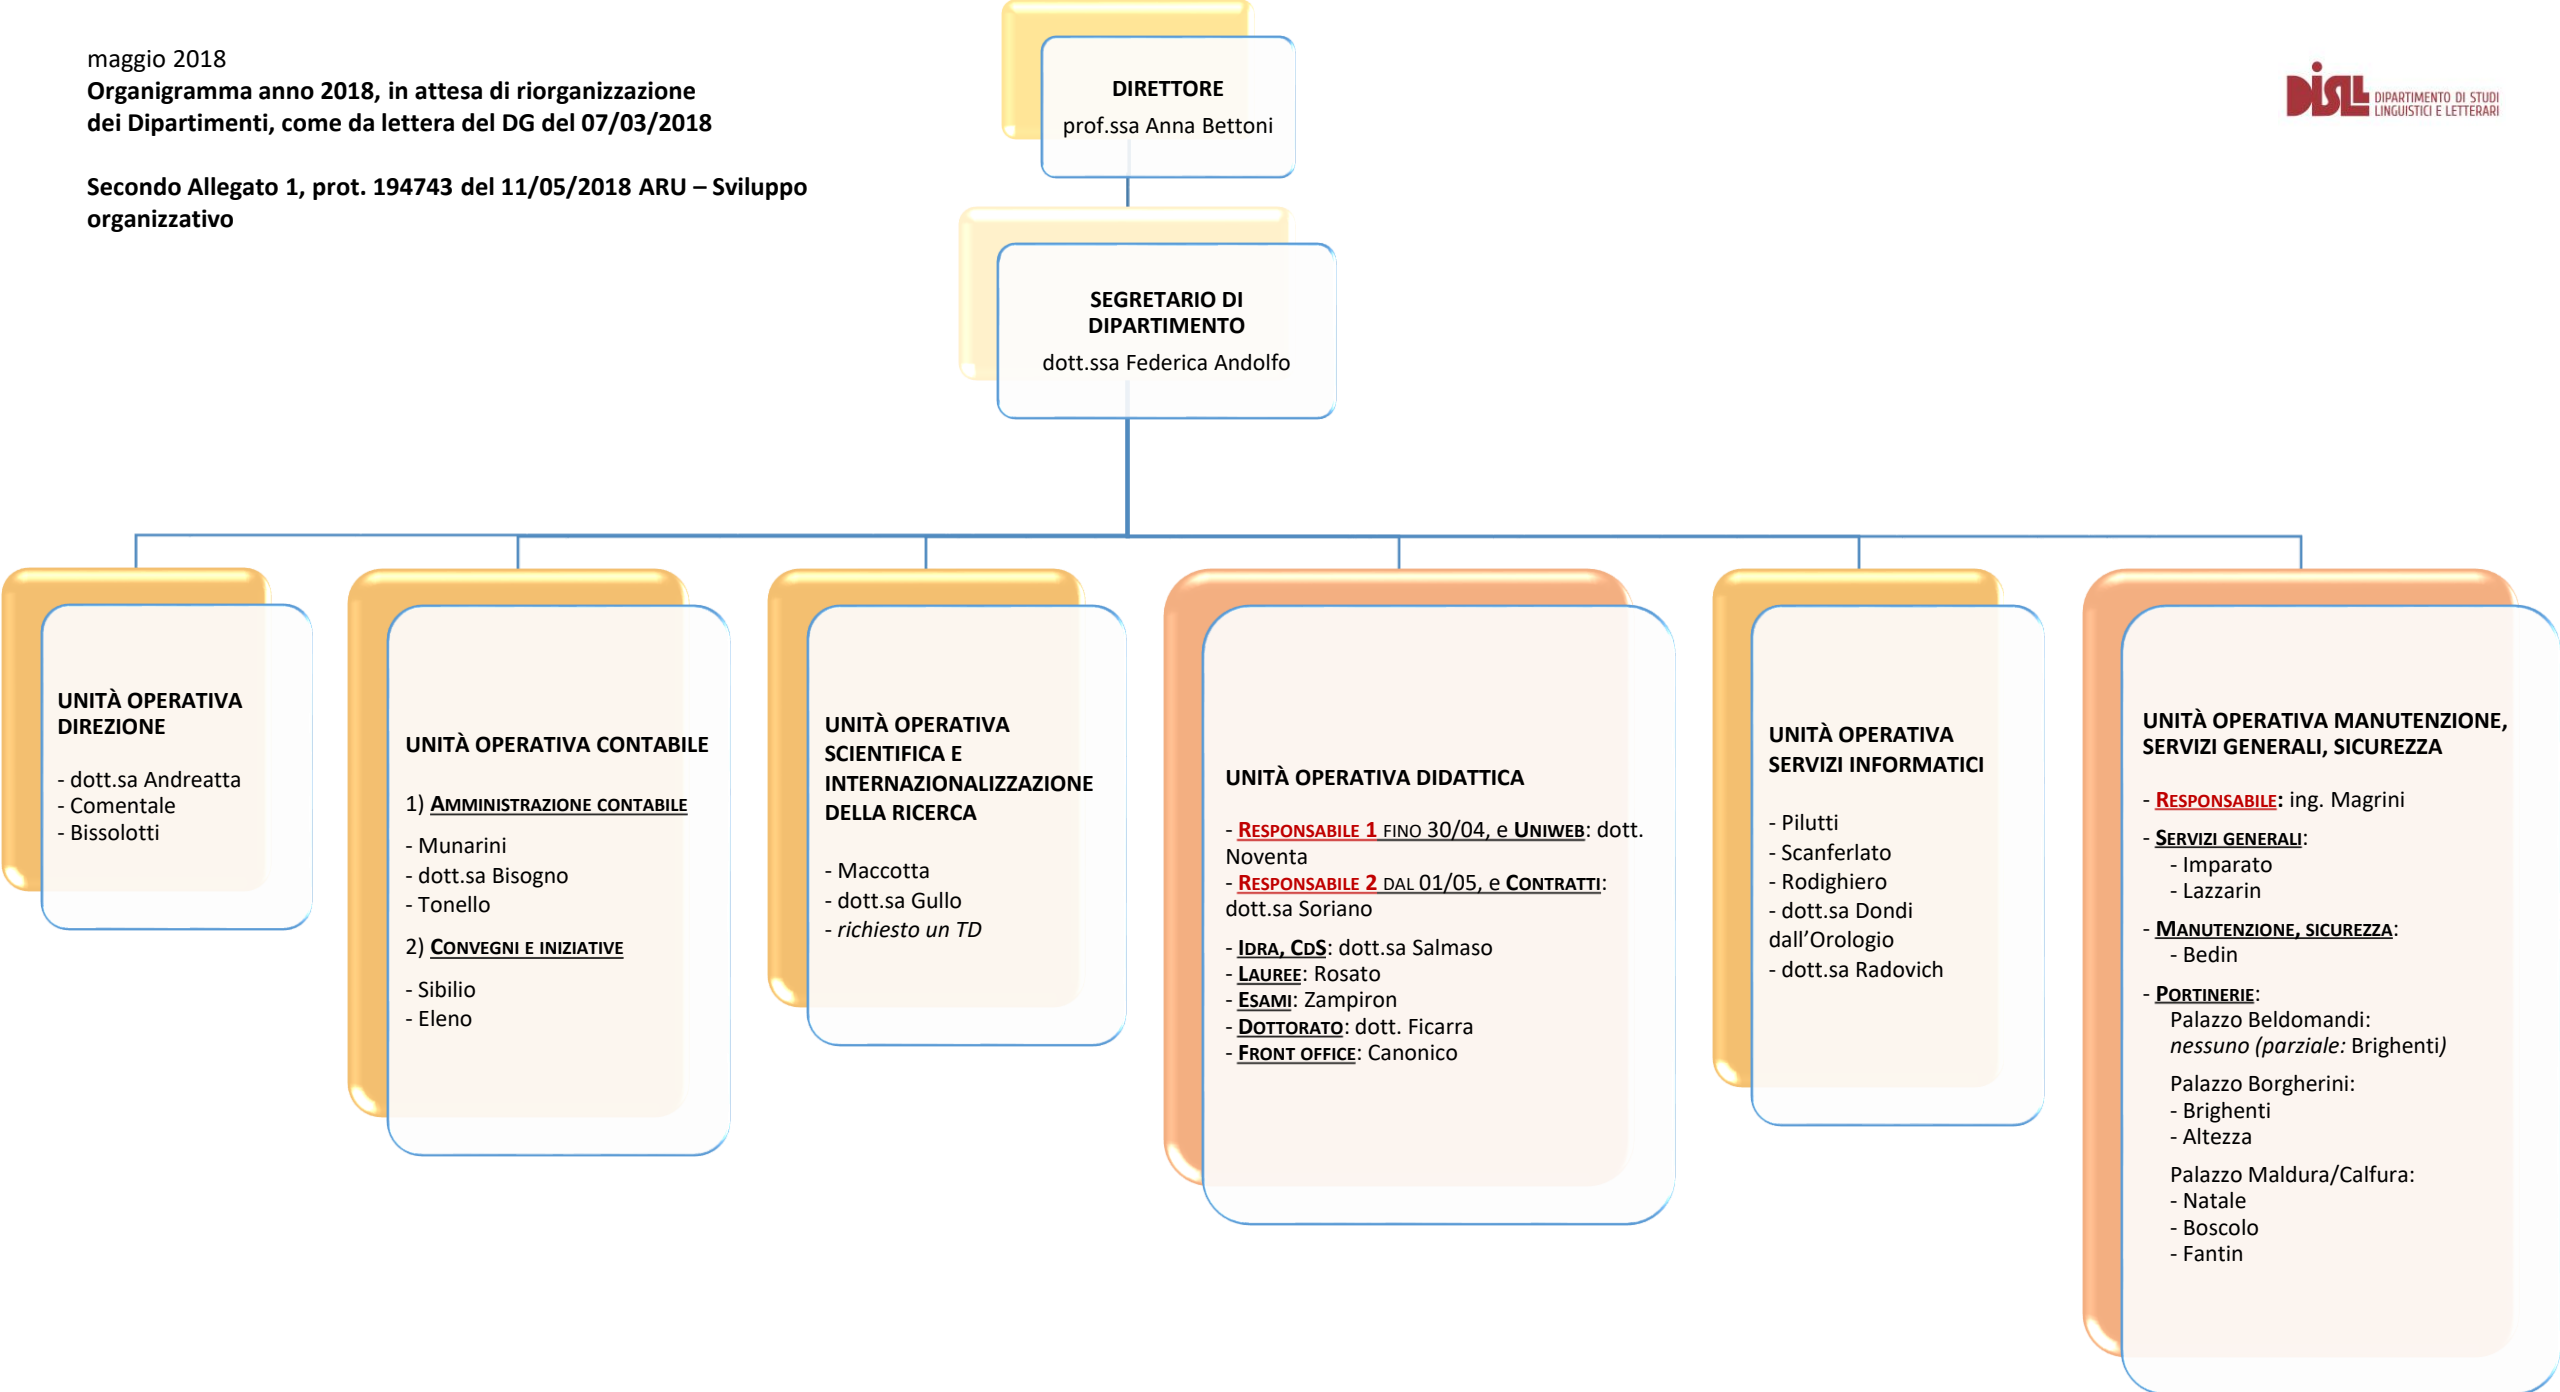 maggio 2018
Organigramma anno 2018, in attesa di riorganizzazione
dei Dipartimenti, come da lettera del DG del 07/03/2018
Secondo Allegato 1, prot. 194743 del 11/05/2018 ARU – Sviluppo
organizzativo
DIRETTORE
prof.ssa Anna Bettoni
DISLL
DIPARTIMENTO DI STUDI
LINGUISTICI E LETTERARI
SEGRETARIO DI
DIPARTIMENTO
dott.ssa Federica Andolfo
UNITÀ OPERATIVA
DIREZIONE
- dott.sa Andreatta
- Comentale
- Bissolotti
UNITÀ OPERATIVA CONTABILE
1) AMMINISTRAZIONE CONTABILE
- Munarini
- dott.sa Bisogno
- Tonello
2) CONVEGNI E INIZIATIVE
- Sibilio
- Eleno
UNITÀ OPERATIVA
SCIENTIFICA E
INTERNAZIONALIZZAZIONE
DELLA RICERCA
- Maccotta
- dott.sa Gullo
- richiesto un TD
UNITÀ OPERATIVA DIDATTICA
- RESPONSABILE 1 FINO 30/04, e UNIWEB: dott.
Noventa
- RESPONSABILE 2 DAL 01/05, e CONTRATTI:
dott.sa Soriano
- IDRA, CDS: dott.sa Salmaso
- LAUREE: Rosato
- ESAMI: Zampiron
- DOTTORATO: dott. Ficarra
- FRONT OFFICE: Canonico
UNITÀ OPERATIVA
SERVIZI INFORMATICI
- Pilutti
- Scanferlato
- Rodighiero
- dott.sa Dondi
dall’Orologio
- dott.sa Radovich
UNITÀ OPERATIVA MANUTENZIONE,
SERVIZI GENERALI, SICUREZZA
- RESPONSABILE: ing. Magrini
- SERVIZI GENERALI:
- Imparato
- Lazzarin
- MANUTENZIONE, SICUREZZA:
- Bedin
- PORTINERIE:
Palazzo Beldomandi:
nessuno (parziale: Brighenti)
Palazzo Borgherini:
- Brighenti
- Altezza
Palazzo Maldura/Calfura:
- Natale
- Boscolo
- Fantin